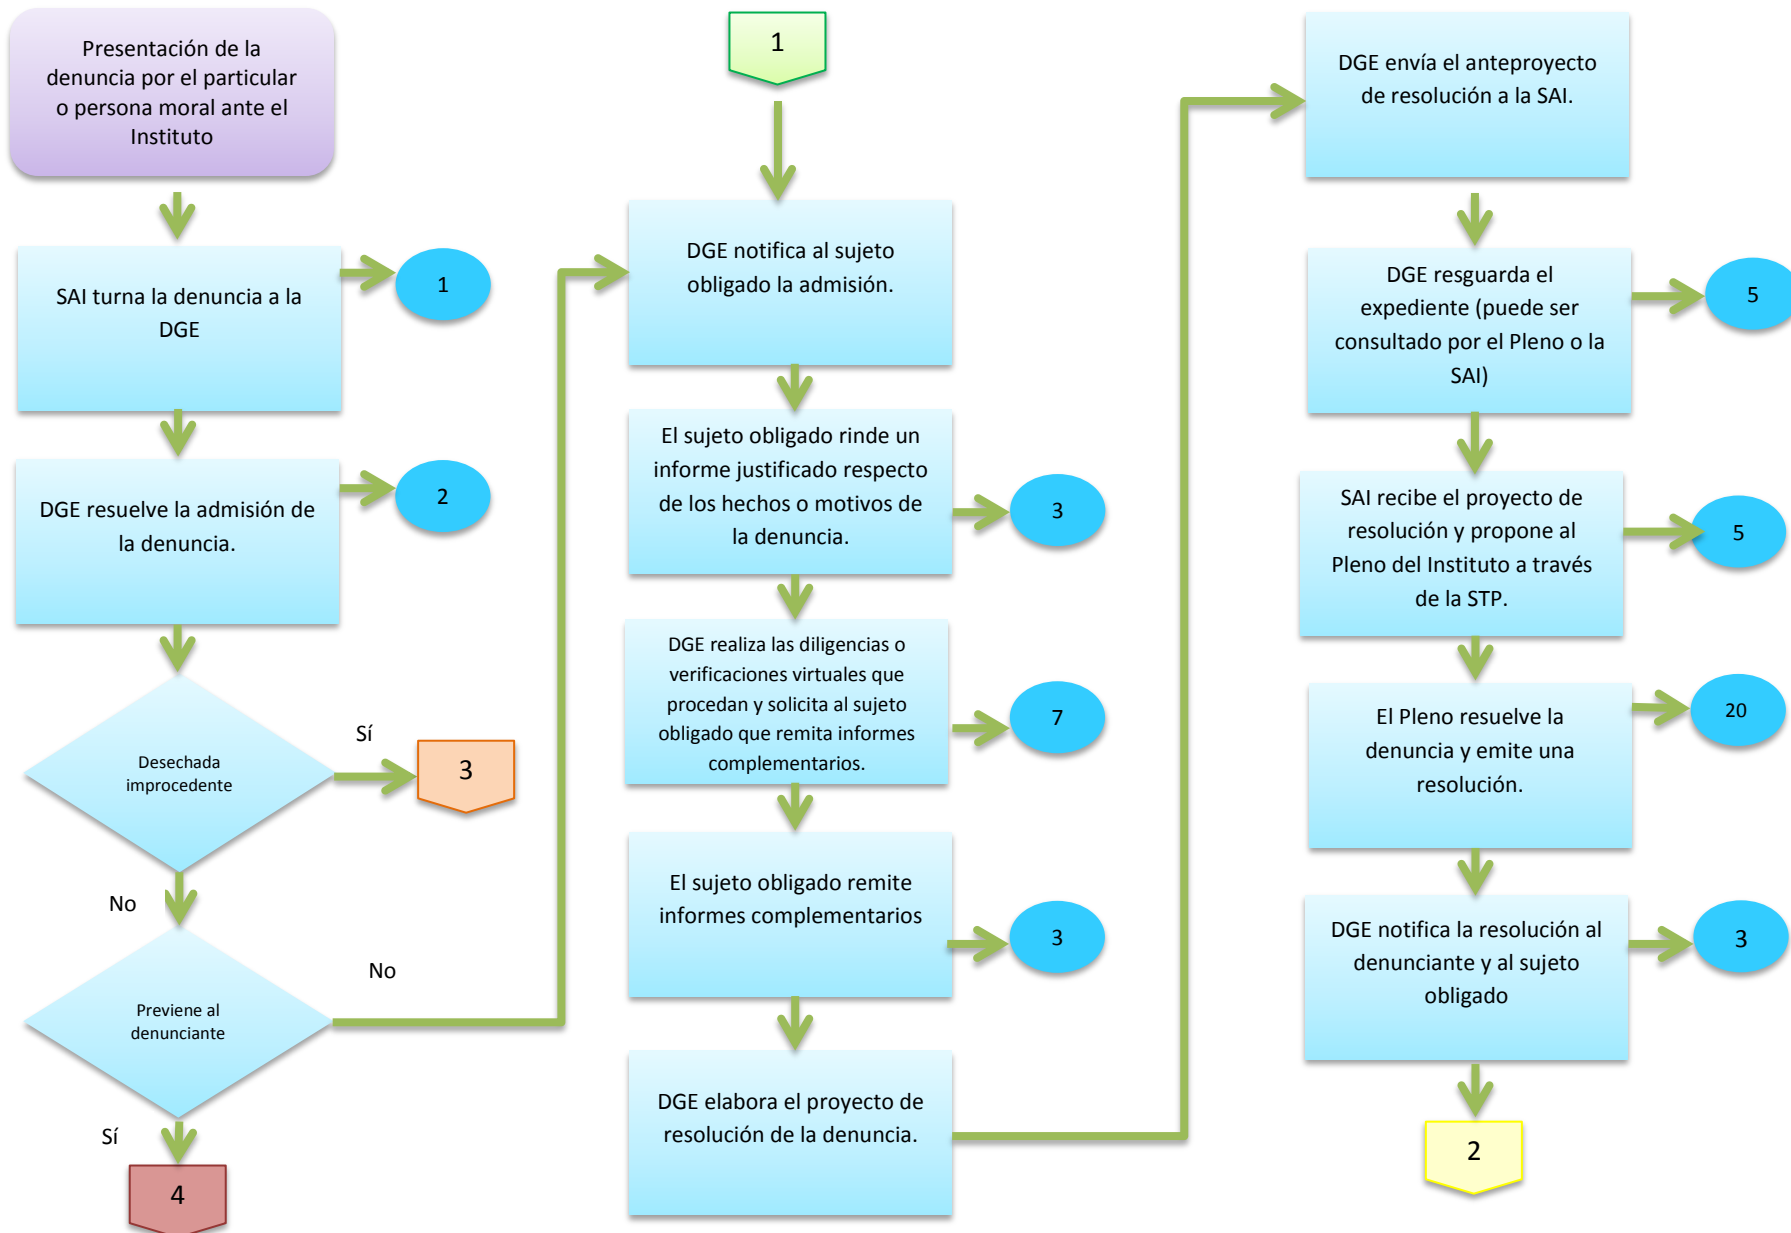 Presentación de la
denuncia por el particular
o persona moral ante el
Instituto
SAI turna la denuncia a la
DGE
1
DGE resuelve la admisión de
la denuncia.
2
Desechada
improcedente
Sí
3
No
Previene al
denunciante
No
Sí
4
1
DGE notifica al sujeto
obligado la admisión.
El sujeto obligado rinde un
informe justificado respecto
de los hechos o motivos de
la denuncia.
3
DGE realiza las diligencias o
verificaciones virtuales que
procedan y solicita al sujeto
obligado que remita informes
complementarios.
7
El sujeto obligado remite
informes complementarios
3
DGE elabora el proyecto de
resolución de la denuncia.
DGE envía el anteproyecto
de resolución a la SAI.
DGE resguarda el
expediente (puede ser
consultado por el Pleno o la
SAI)
5
SAI recibe el proyecto de
resolución y propone al
Pleno del Instituto a través
de la STP.
5
El Pleno resuelve la
denuncia y emite una
resolución.
20
DGE notifica la resolución al
denunciante y al sujeto
obligado
3
2